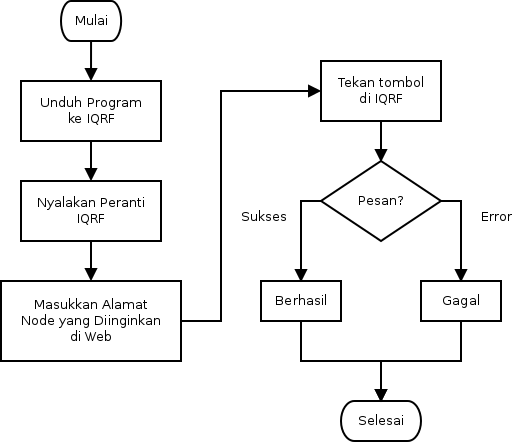 Mulai
Unduh Program
ke IQRF
Nyalakan Peranti
IQRF
Masukkan Alamat
Node yang Diinginkan
di Web
Tekan tombol
di IQRF
Pesan?
Sukses
Error
Berhasil
Gagal
Selesai